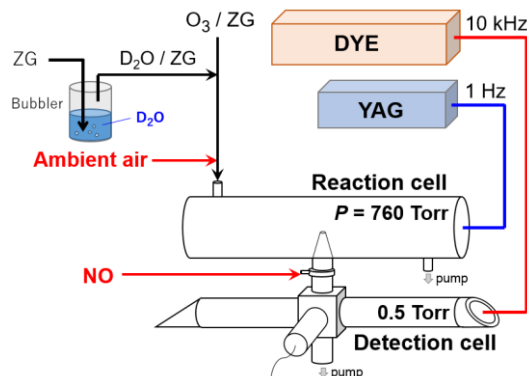 O3 / ZG
DYE
10 kHz
ZG
D2O / ZG
Bubbler
D2O
YAG
1 Hz
Ambient air
Reaction cell
P = 760 Torr
NO
pump
0.5 Torr
Detection cell
pump